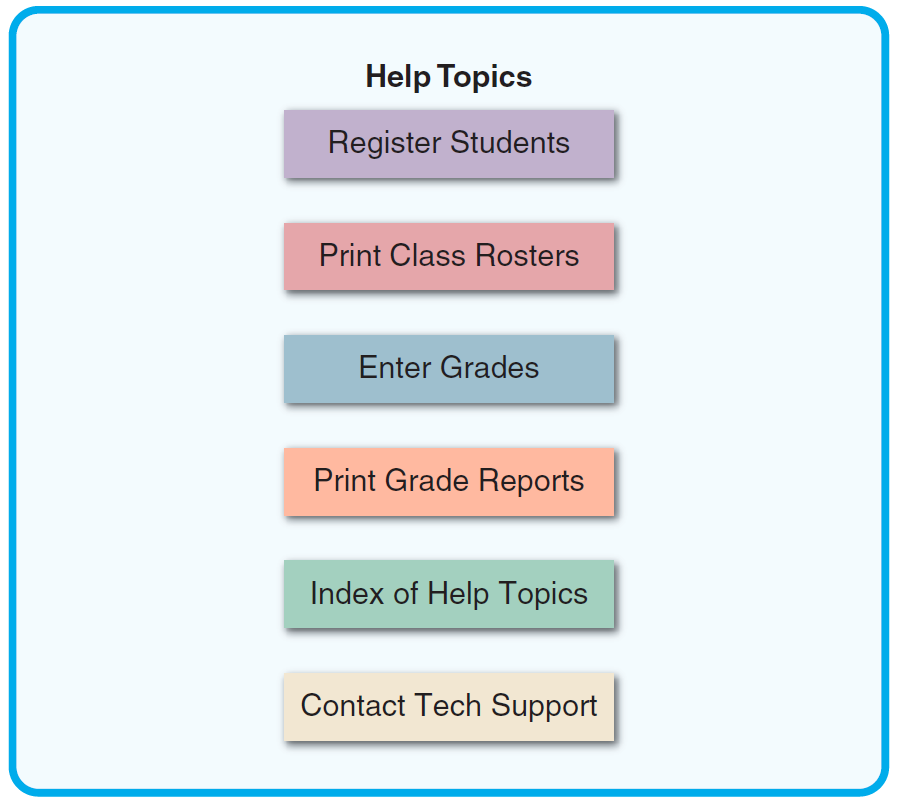 Help Topics
Register Students
Print Class Rosters
Enter Grades
Print Grade Reports
Index of Help Topics
Contact Tech Support